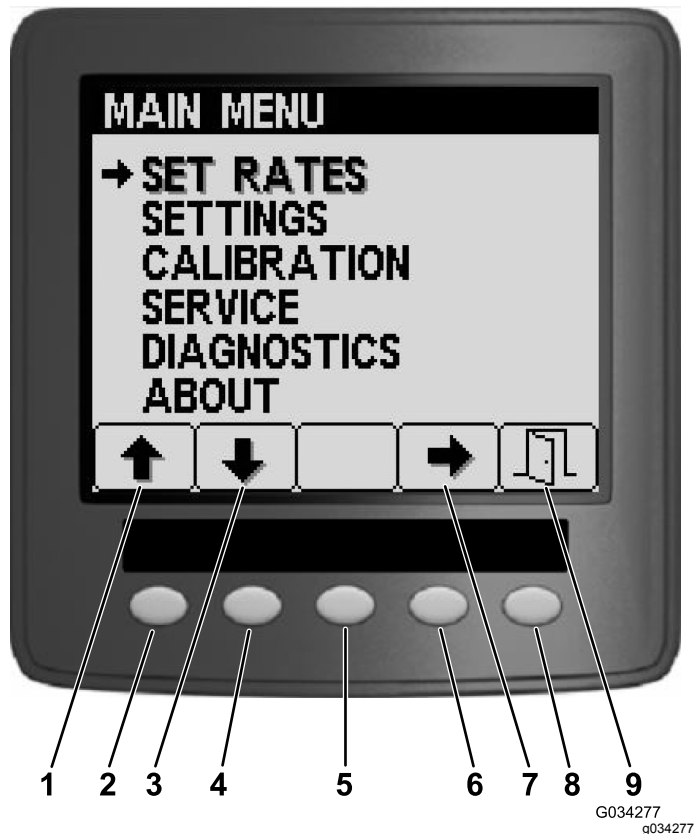 MAIN MENU
SET RATES
SETTINGS
CALIBRATION
SERVICE
DIAGNOSTICS
ABOUT
1 2 3 4 5 6 7 8 9
G034277
g034277